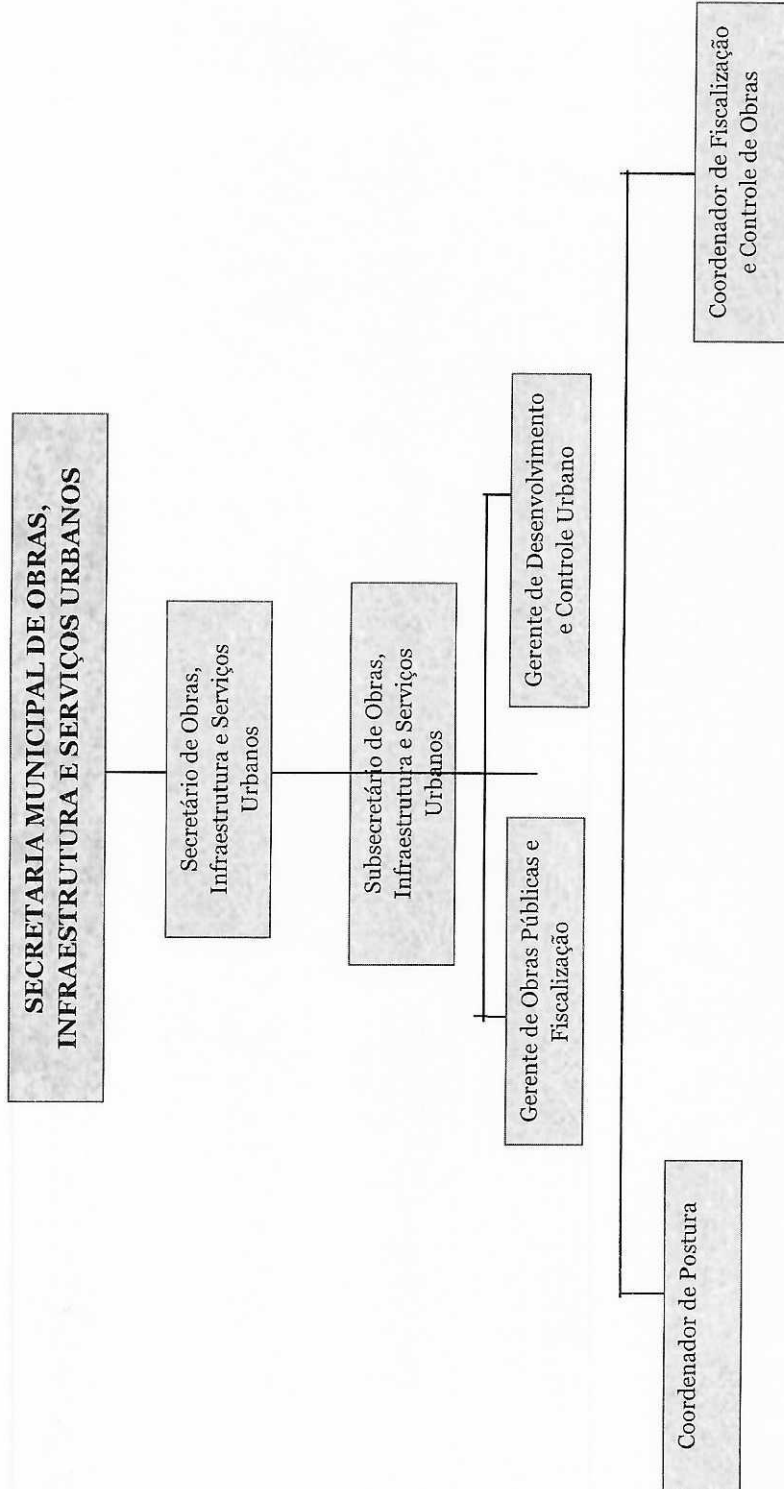 SECRETARIA MUNICIPAL DE OBRAS,
INFRAESTRUTURA E SERVIÇOS URBANOS
Secretário de Obras,
Infraestrutura e Serviços
Urbanos
Subsecretário de Obras,
Infraestrutura e Serviços
Urbanos
Gerente de Obras Públicas e
Fiscalização
Gerente de Desenvolvimento
e Controle Urbano
Coordenador de Postura
Coordenador de Fiscalização
e Controle de Obras